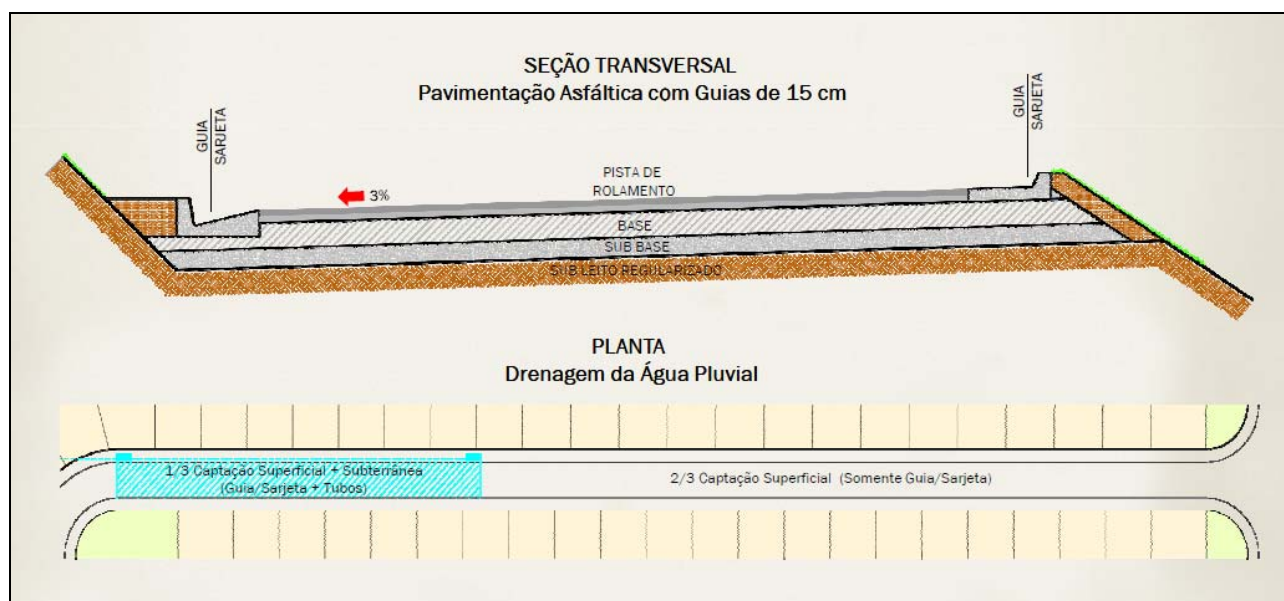 SEÇÃO TRANSVERSAL
Pavimentação Asfáltica com Guias de 15 cm
GUIA
SARJETA
GUIA
SARJETA
PISTA DE
ROLAMENTO
3%
BASE
SUB BASE
SUB LEITO REGULARIZADO
PLANTA
Drenagem da Água Pluvial
1/3 Captação Superficial + Subterrânea
(Guia/Sarjeta + Tubos)
2/3 Captação Superficial (Somente Guia/Sarjeta)